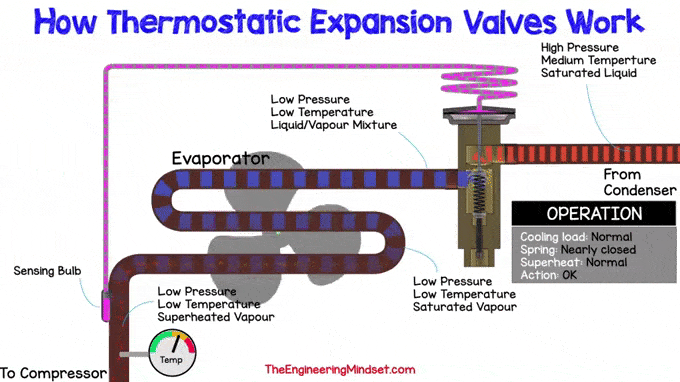 How Thermostatic Expansion Valves Work
High Pressure
Medium Temperture
Saturated Liquid
Low Pressure
Low Temperature
Liquid/Vapour Mixture
Evaporator
From
Condenser
OPERATION
Cooling load: Normal
Spring: Nearly closed
Superheat: Normal
Action: OK
Sensing Bulb
Low Pressure
Low Temperature
Superheated Vapour
Low Pressure
Low Temperature
Saturated Vapour
Temp
To Compressor
TheEngineeringMindset.com